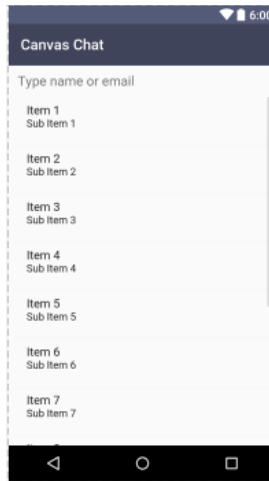 6:00
Canvas Chat
Type name or email
Item 1
Sub Item 1
Item 2
Sub Item 2
Item 3
Sub Item 3
Item 4
Sub Item 4
Item 5
Sub Item 5
Item 6
Sub Item 6
Item 7
Sub Item 7